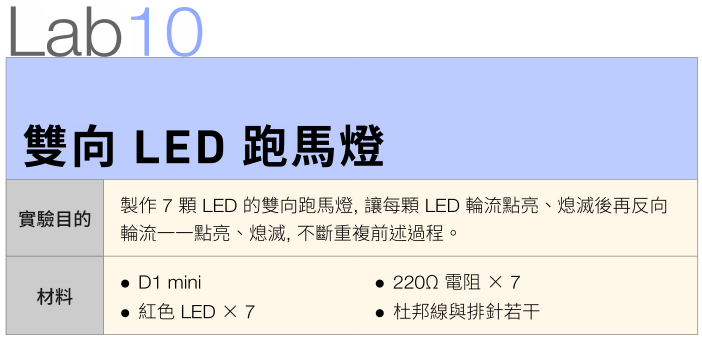 Lab10
雙向 LED 跑馬燈
實驗目的
製作 7 顆 LED 的雙向跑馬燈, 讓每顆 LED 輪流點亮、熄滅後再反向
輪流一一點亮、熄滅, 不斷重複前述過程。
材料
● D1 mini
● 220Ω 電阻 × 7
● 紅色 LED × 7
● 杜邦線與排針若干